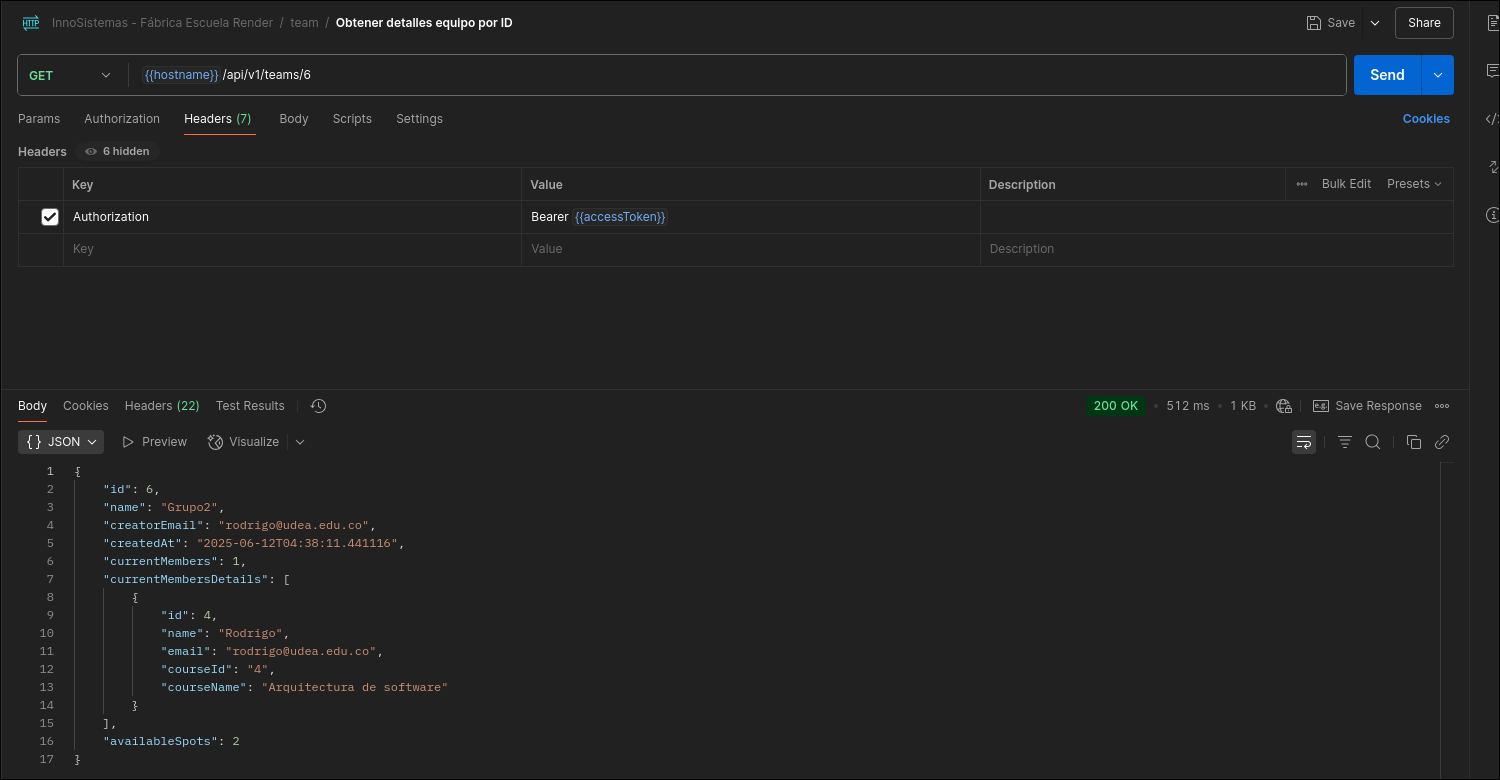 HTTP InnoSistemas - Fábrica Escuela Render / team / Obtener detalles equipo por ID Save Share
GET {{hostname}} /api/v1/teams/6 Send
Params Authorization Headers (7) Body Scripts Settings Cookies
Headers 6 hidden
Key Value Description ••• Bulk Edit Presets
Authorization Bearer {{accessToken}}
Key Value Description
Body Cookies Headers (22) Test Results 200 OK • 512 ms • 1 KB • e.g. Save Response
{ } JSON Preview Visualize
1 {
2 "id": 6,
3 "name": "Grupo2",
4 "creatorEmail": "rodrigo@udea.edu.co",
5 "createdAt": "2025-06-12T04:38:11.441116",
6 "currentMembers": 1,
7 "currentMembersDetails": [
8 {
9 "id": 4,
10 "name": "Rodrigo",
11 "email": "rodrigo@udea.edu.co",
12 "courseId": "4",
13 "courseName": "Arquitectura de software"
14 }
15 ],
16 "availableSpots": 2
17 }